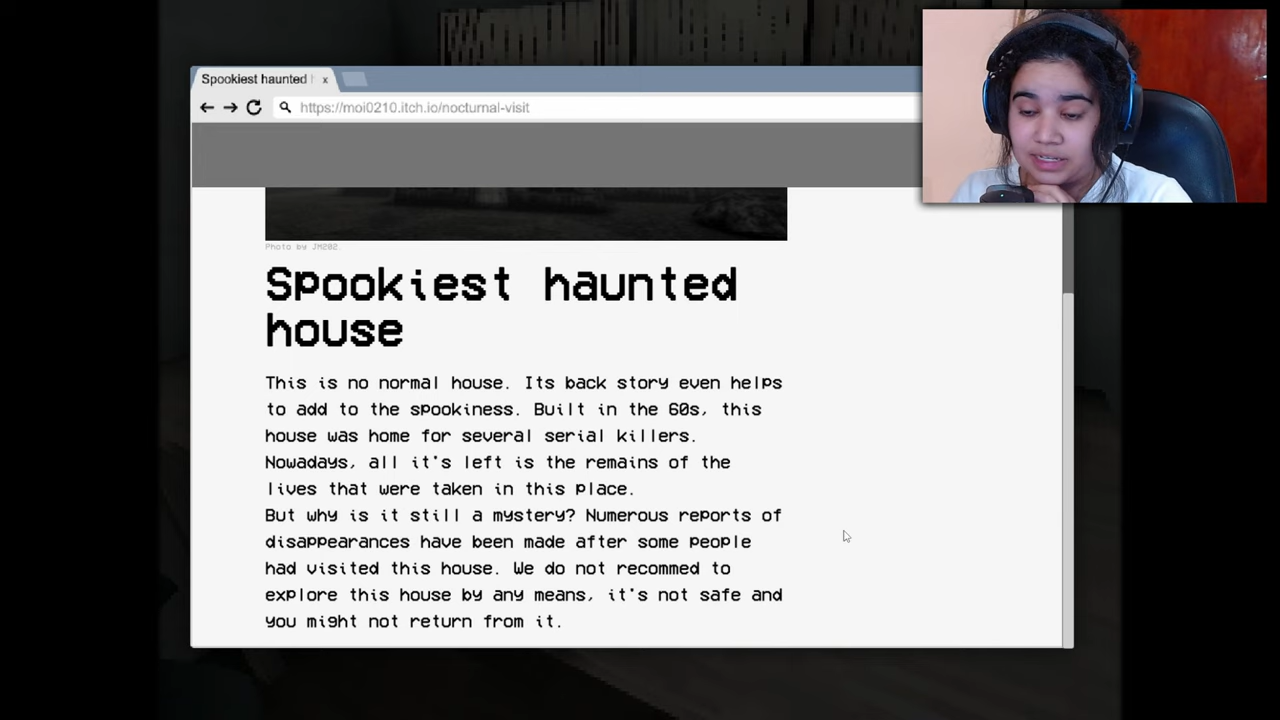 Spookiest haunted
x
https://moi0210.itch.io/nocturnal-visit
Photo by JM202.
Spookiest haunted
house
This is no normal house. Its back story even helps
to add to the spookiness. Built in the 60s, this
house was home for several serial killers.
Nowadays, all it's left is the remains of the
lives that were taken in this place.
But why is it still a mystery? Numerous reports of
disappearances have been made after some people
had visited this house. We do not recommed to
explore this house by any means, it's not safe and
you might not return from it.